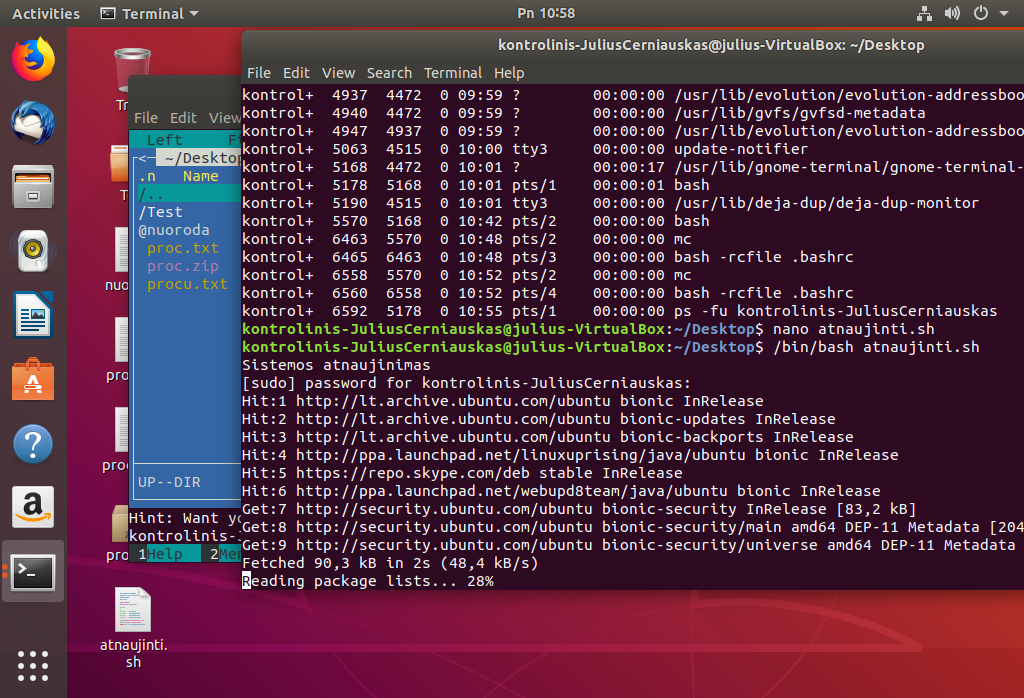 Activities
Terminal
Pn 10:58
kontrolinis-JuliusCerniauskas@julius-VirtualBox: ~/Desktop
File Edit View Search Terminal Help
kontrol+  4937  4472  0 09:59 ?        00:00:00 /usr/lib/evolution/evolution-addressboo
kontrol+  4940  4472  0 09:59 ?        00:00:00 /usr/lib/gvfs/gvfsd-metadata
kontrol+  4947  4937  0 09:59 ?        00:00:00 /usr/lib/evolution/evolution-addressboo
kontrol+  5063  4515  0 10:00 tty3     00:00:00 update-notifier
kontrol+  5168  4472  0 10:01 ?        00:00:17 /usr/lib/gnome-terminal/gnome-terminal-
kontrol+  5178  5168  0 10:01 pts/1    00:00:01 bash
kontrol+  5190  4515  0 10:01 tty3     00:00:00 /usr/lib/deja-dup/deja-dup-monitor
kontrol+  5570  5168  0 10:42 pts/2    00:00:00 bash
kontrol+  6463  5570  0 10:48 pts/2    00:00:00 mc
kontrol+  6465  6463  0 10:48 pts/3    00:00:00 bash -rcfile .bashrc
kontrol+  6558  5570  0 10:52 pts/2    00:00:00 mc
kontrol+  6560  6558  0 10:52 pts/4    00:00:00 bash -rcfile .bashrc
kontrol+  6592  5178  0 10:55 pts/1    00:00:00 ps -fu kontrolinis-JuliusCerniauskas
kontrolinis-JuliusCerniauskas@julius-VirtualBox:~/Desktop$ nano atnaujinti.sh
kontrolinis-JuliusCerniauskas@julius-VirtualBox:~/Desktop$ /bin/bash atnaujinti.sh
Sistemos atnaujinimas
[sudo] password for kontrolinis-JuliusCerniauskas:
Hit:1 http://lt.archive.ubuntu.com/ubuntu bionic InRelease
Hit:2 http://lt.archive.ubuntu.com/ubuntu bionic-updates InRelease
Hit:3 http://lt.archive.ubuntu.com/ubuntu bionic-backports InRelease
Hit:4 http://ppa.launchpad.net/linuxuprising/java/ubuntu bionic InRelease
Hit:5 https://repo.skype.com/deb stable InRelease
Hit:6 http://ppa.launchpad.net/webupd8team/java/ubuntu bionic InRelease
Get:7 http://security.ubuntu.com/ubuntu bionic-security InRelease [83,2 kB]
Get:8 http://security.ubuntu.com/ubuntu bionic-security/main amd64 DEP-11 Metadata [204
Get:9 http://security.ubuntu.com/ubuntu bionic-security/universe amd64 DEP-11 Metadata
Fetched 90,3 kB in 2s (48,4 kB/s)
Reading package lists... 28%
File Edit View
Left
<- ~/Desktop
.n Name
/..
/Test
@nuoroda
proc.txt
proc.zip
procu.txt
UP--DIR
Hint: Want yo
kontrolinis-
1Help 2Men
Tr
T
nuo
pro
proc
pro
atnaujinti.
sh